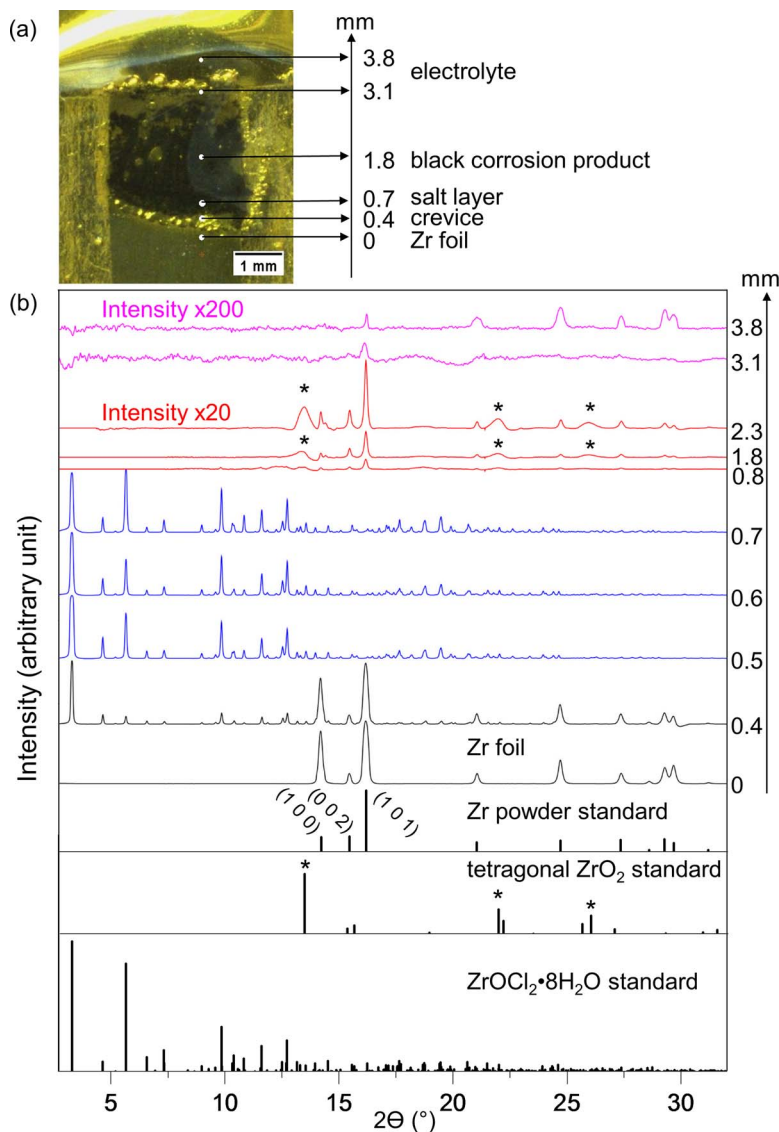 (a)
mm
3.8
electrolyte
3.1
1.8 black corrosion product
0.7 salt layer
0.4 crevice
0 Zr foil
1 mm
(b)
mm
Intensity x200
3.8
3.1
Intensity x20
* * *
2.3
* * *
1.8
0.8
0.7
0.6
0.5
0.4
Zr foil
0
Intensity (arbitrary unit)
(1 0 0) (0 0 2) (1 0 1)
Zr powder standard
tetragonal ZrO₂ standard
* * *
ZrOCl₂•8H₂O standard
5 10 15 20 25 30
2Θ (°)